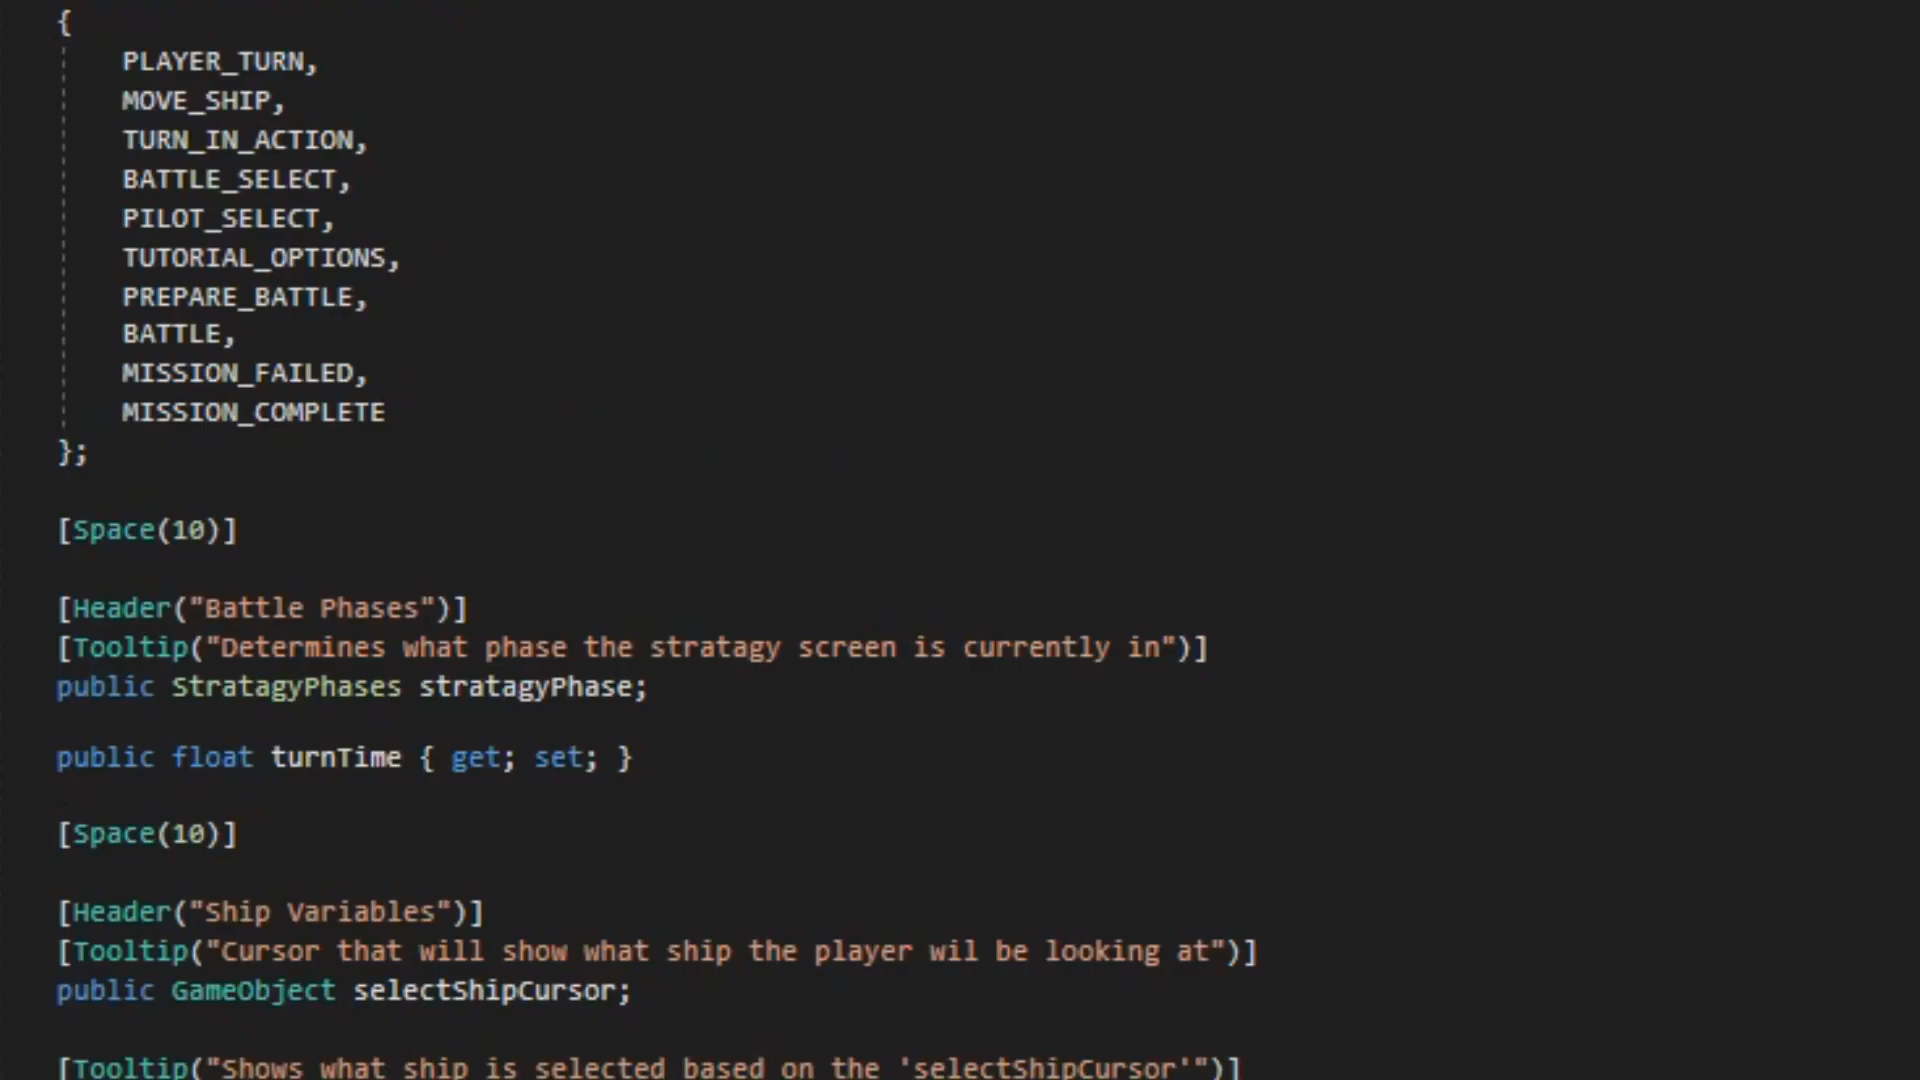 {
PLAYER_TURN,
MOVE_SHIP,
TURN_IN_ACTION,
BATTLE_SELECT,
PILOT_SELECT,
TUTORIAL_OPTIONS,
PREPARE_BATTLE,
BATTLE,
MISSION_FAILED,
MISSION_COMPLETE
};
[Space(10)]
[Header("Battle Phases")]
[Tooltip("Determines what phase the stratagy screen is currently in")]
public StratagyPhases stratagyPhase;
public float turnTime { get; set; }
[Space(10)]
[Header("Ship Variables")]
[Tooltip("Cursor that will show what ship the player wil be looking at")]
public GameObject selectShipCursor;
[Tooltip("Shows what ship is selected based on the 'selectShipCursor'")]